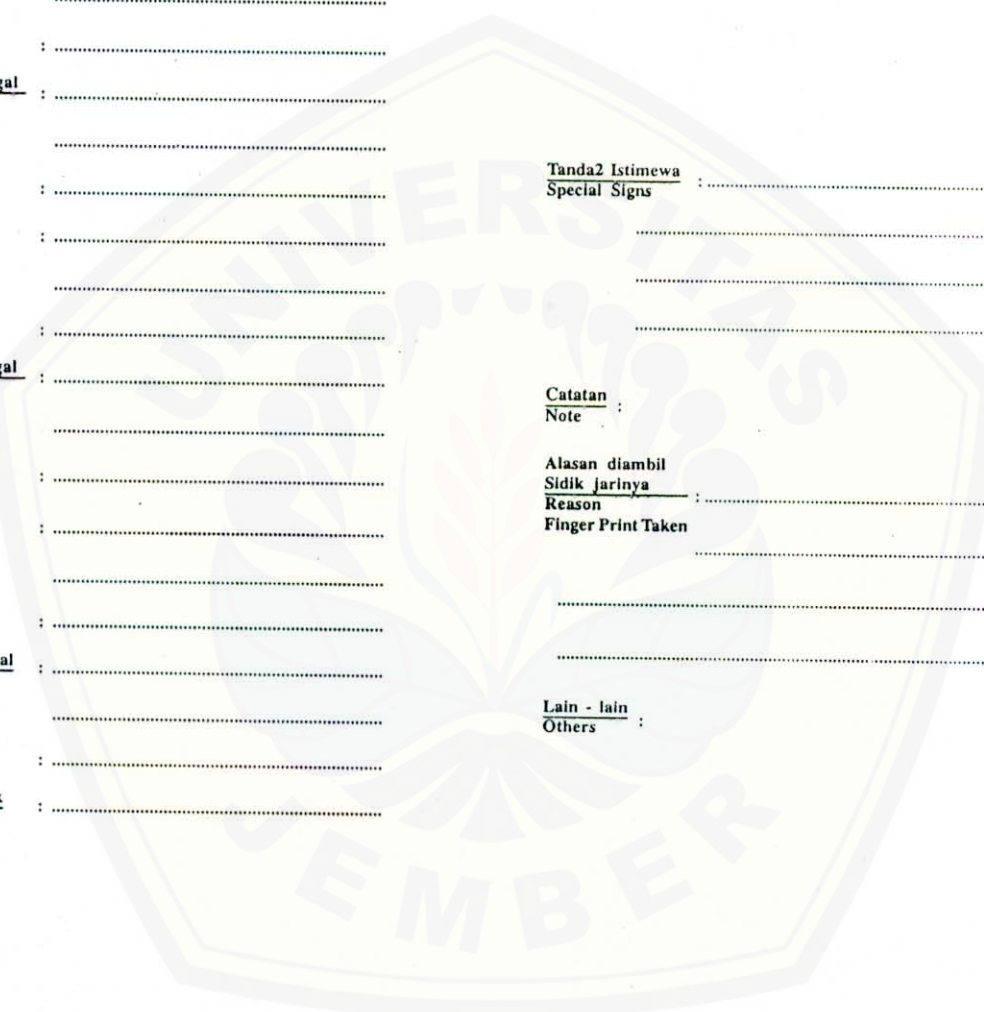 :
gal :
:
:
:
gal :
:
:
:
al :
:
:
Tanda2 Istimewa :
Special Signs
Catatan :
Note
Alasan diambil
Sidik jarinya :
Reason
Finger Print Taken
Lain - lain :
Others
UNIVERSITAS
JEMBER